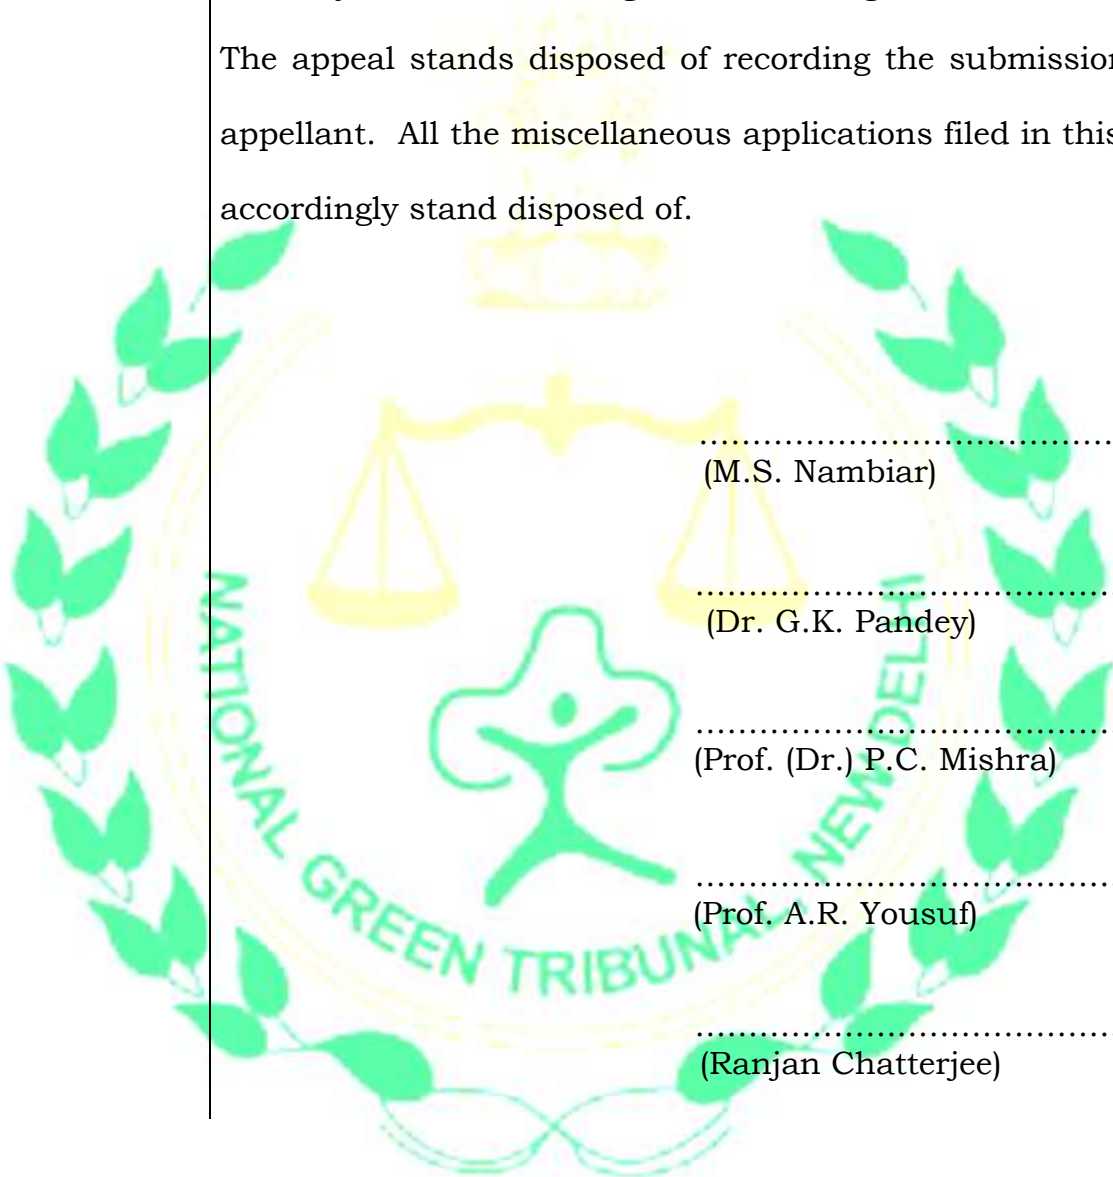 The appeal stands disposed of recording the submission
appellant. All the miscellaneous applications filed in this
accordingly stand disposed of.
……………………………………
(M.S. Nambiar)
……………………………………
(Dr. G.K. Pandey)
……………………………………
(Prof. (Dr.) P.C. Mishra)
……………………………………
(Prof. A.R. Yousuf)
……………………………………
(Ranjan Chatterjee)
NATIONAL GREEN TRIBUNAL, NEW DELHI